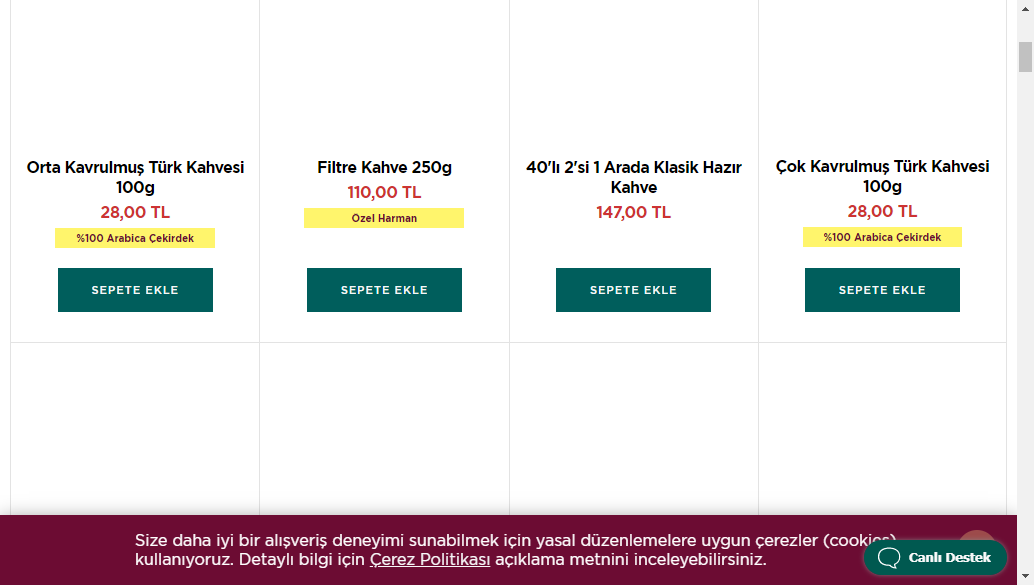 Orta Kavrulmuş Türk Kahvesi
100g
28,00 TL
%100 Arabica Çekirdek
SEPETE EKLE
Filtre Kahve 250g
110,00 TL
Ozel Harman
SEPETE EKLE
40'lı 2'si 1 Arada Klasik Hazır
Kahve
147,00 TL
SEPETE EKLE
Çok Kavrulmuş Türk Kahvesi
100g
28,00 TL
%100 Arabica Çekirdek
SEPETE EKLE
Size daha iyi bir alışveriş deneyimi sunabilmek için yasal düzenlemelere uygun çerezler (cookies)
kullanıyoruz. Detaylı bilgi için Çerez Politikası açıklama metnini inceleyebilirsiniz.
Canlı Destek